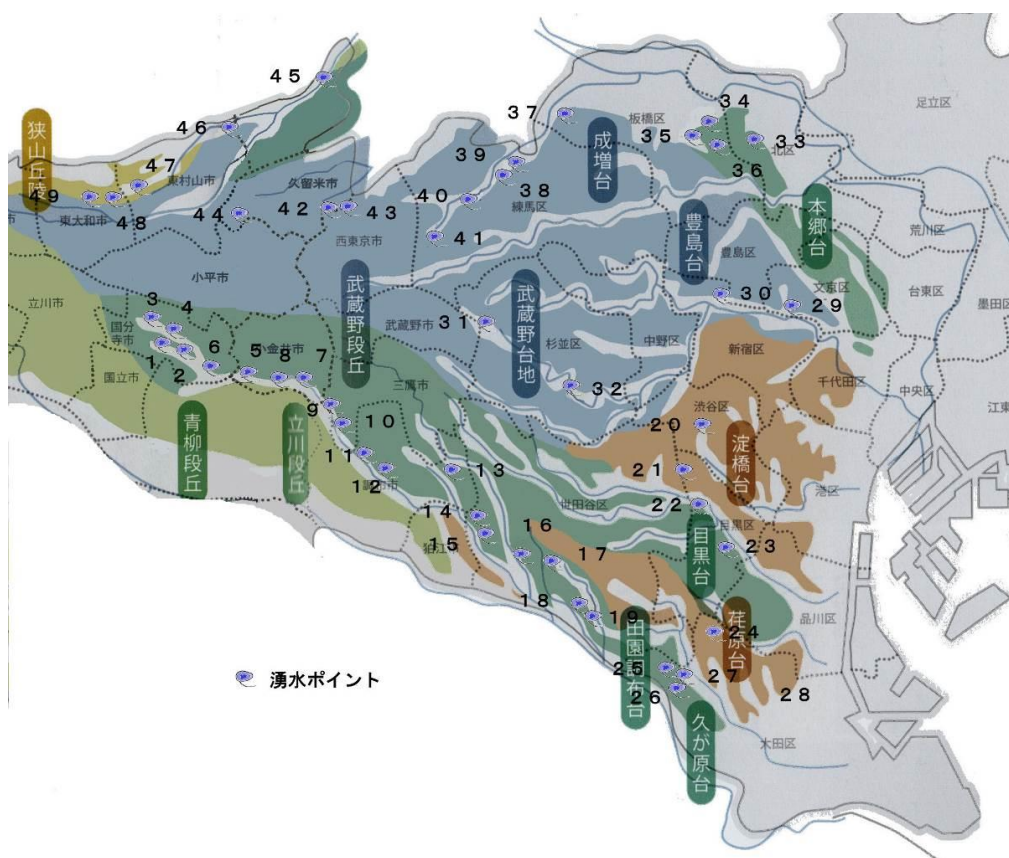 45
37
34
足立区
板橋区
成増台
35
33
北区
36
46
狭山丘陵
47
東村山市
49
東大和市
48
39
久留米市
38
40
練馬区
42
43
44
41
西東京市
本郷台
荒川区
豊島台
豊島区
文京区
台東区
墨田区
小平市
30
29
立川市
3
4
国分寺市
武蔵野段丘
武蔵野市
31
武蔵野台地
杉並区
中野区
新宿区
千代田区
中央区
江東
1
2
6
5
8
7
小金井市
国立市
三鷹市
32
渋谷区
淀橋台
青柳段丘
立川段丘
9
10
20
11
12
調布市
13
21
22
世田谷区
港区
目黒区
目黒台
23
14
15
狛江市
16
17
18
19
田園調布台
荏原台
24
品川区
25
26
27
28
久が原台
大田区
湧水ポイント